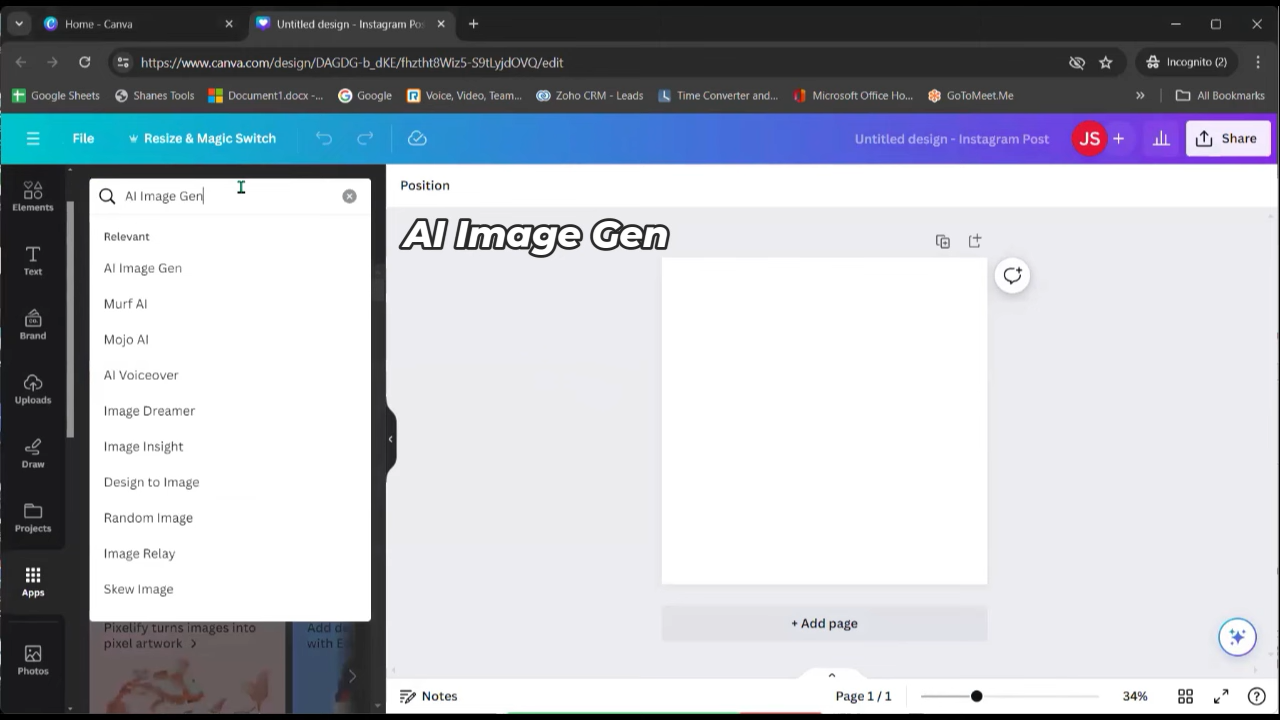 Home - Canva
Untitled design - Instagram Po
https://www.canva.com/design/DAGDG-b_dKE/fhztht8Wiz5-S9tLyjdOVQ/edit
Incognito (2)
Google Sheets
Shanes Tools
Document1.docx -...
Google
Voice, Video, Team...
Zoho CRM - Leads
Time Converter and...
Microsoft Office Ho...
GoToMeet.Me
All Bookmarks
File
Resize & Magic Switch
Untitled design - Instagram Post
JS
Share
Elements
Text
Brand
Uploads
Draw
Projects
Apps
Photos
AI Image Gen
Relevant
AI Image Gen
Murf AI
Mojo AI
AI Voiceover
Image Dreamer
Image Insight
Design to Image
Random Image
Image Relay
Skew Image
Pixelify turns images into
pixel artwork
Add de
with E
Position
AI Image Gen
+ Add page
Notes
Page 1 / 1
34%